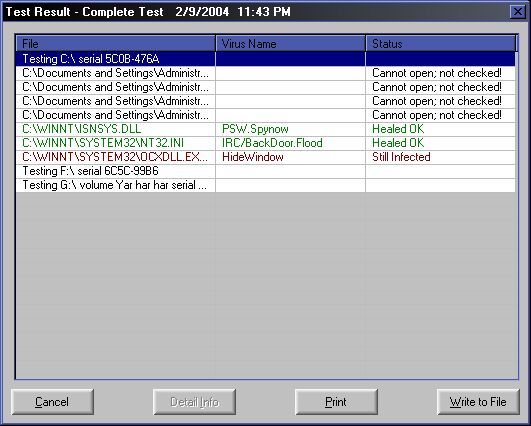 Test Result - Complete Test 2/9/2004 11:43 PM
File Virus Name Status
Testing C:\ serial 5C0B-476A
C:\Documents and Settings\Administr... Cannot open; not checked!
C:\Documents and Settings\Administr... Cannot open; not checked!
C:\Documents and Settings\Administr... Cannot open; not checked!
C:\Documents and Settings\Administr... Cannot open; not checked!
C:\WINNT\ISNSYS.DLL PSW.Spynow Healed OK
C:\WINNT\SYSTEM32\NT32.INI IRC/BackDoor.Flood Healed OK
C:\WINNT\SYSTEM32\OCXDLL.EX... HideWindow Still Infected
Testing F:\ serial 6C5C-99B6
Testing G:\ volume Yar har har serial ...
Cancel Detail Info Print Write to File